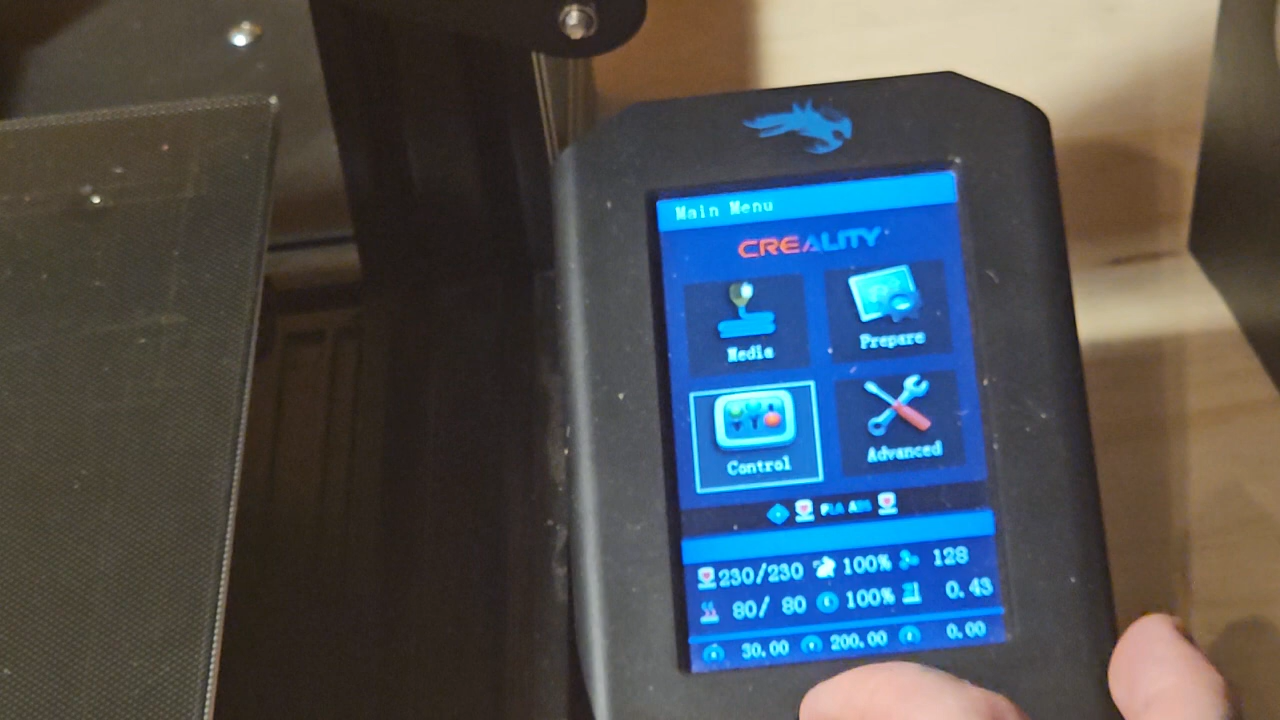 Main Menu
CREALITY
Media
Prepare
Control
Advanced
PLA ABS
230/230 100% 128
80/ 80 100% 0.43
30.00 200.00 0.00